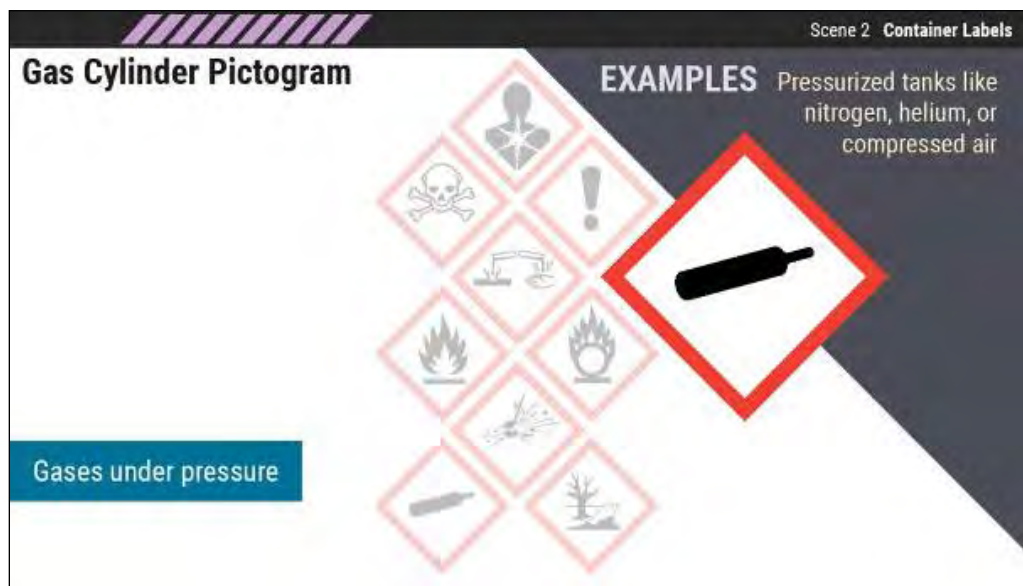 Scene 2 Container Labels
Gas Cylinder Pictogram
EXAMPLES
Pressurized tanks like
nitrogen, helium, or
compressed air
Gases under pressure